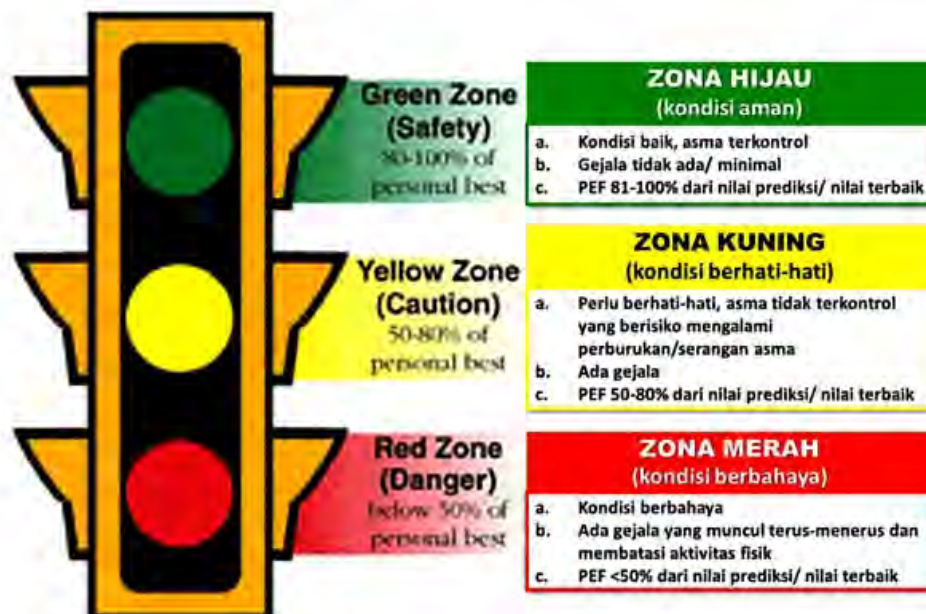 Green Zone
(Safety)
80-100% of
personal best
ZONA HIJAU
(kondisi aman)
a. Kondisi baik, asma terkontrol
b. Gejala tidak ada/ minimal
c. PEF 81-100% dari nilai prediksi/ nilai terbaik
Yellow Zone
(Caution)
50-80% of
personal best
ZONA KUNING
(kondisi berhati-hati)
a. Perlu berhati-hati, asma tidak terkontrol
yang berisiko mengalami
perburukan/serangan asma
b. Ada gejala
c. PEF 50-80% dari nilai prediksi/ nilai terbaik
Red Zone
(Danger)
below 50% of
personal best
ZONA MERAH
(kondisi berbahaya)
a. Kondisi berbahaya
b. Ada gejala yang muncul terus-menerus dan
membatasi aktivitas fisik
c. PEF <50% dari nilai prediksi/ nilai terbaik